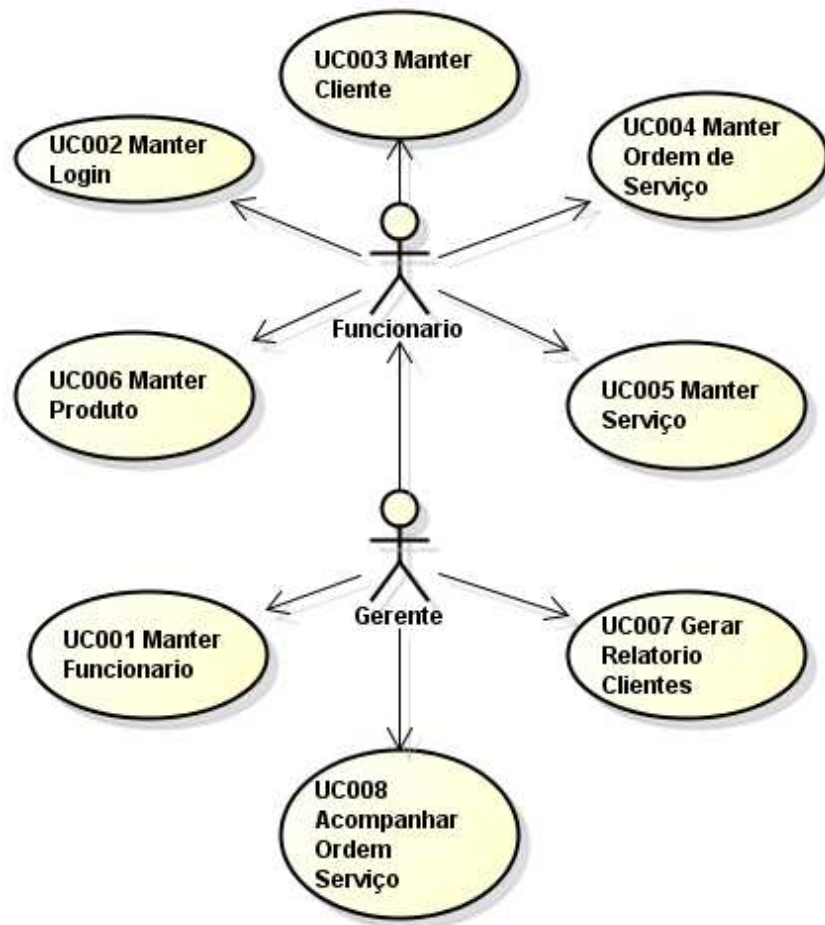 UC003 Manter
Cliente
UC002 Manter
Login
UC004 Manter
Ordem de
Serviço
Funcionario
UC006 Manter
Produto
UC005 Manter
Serviço
Gerente
UC001 Manter
Funcionario
UC007 Gerar
Relatorio
Clientes
UC008
Acompanhar
Ordem
Serviço